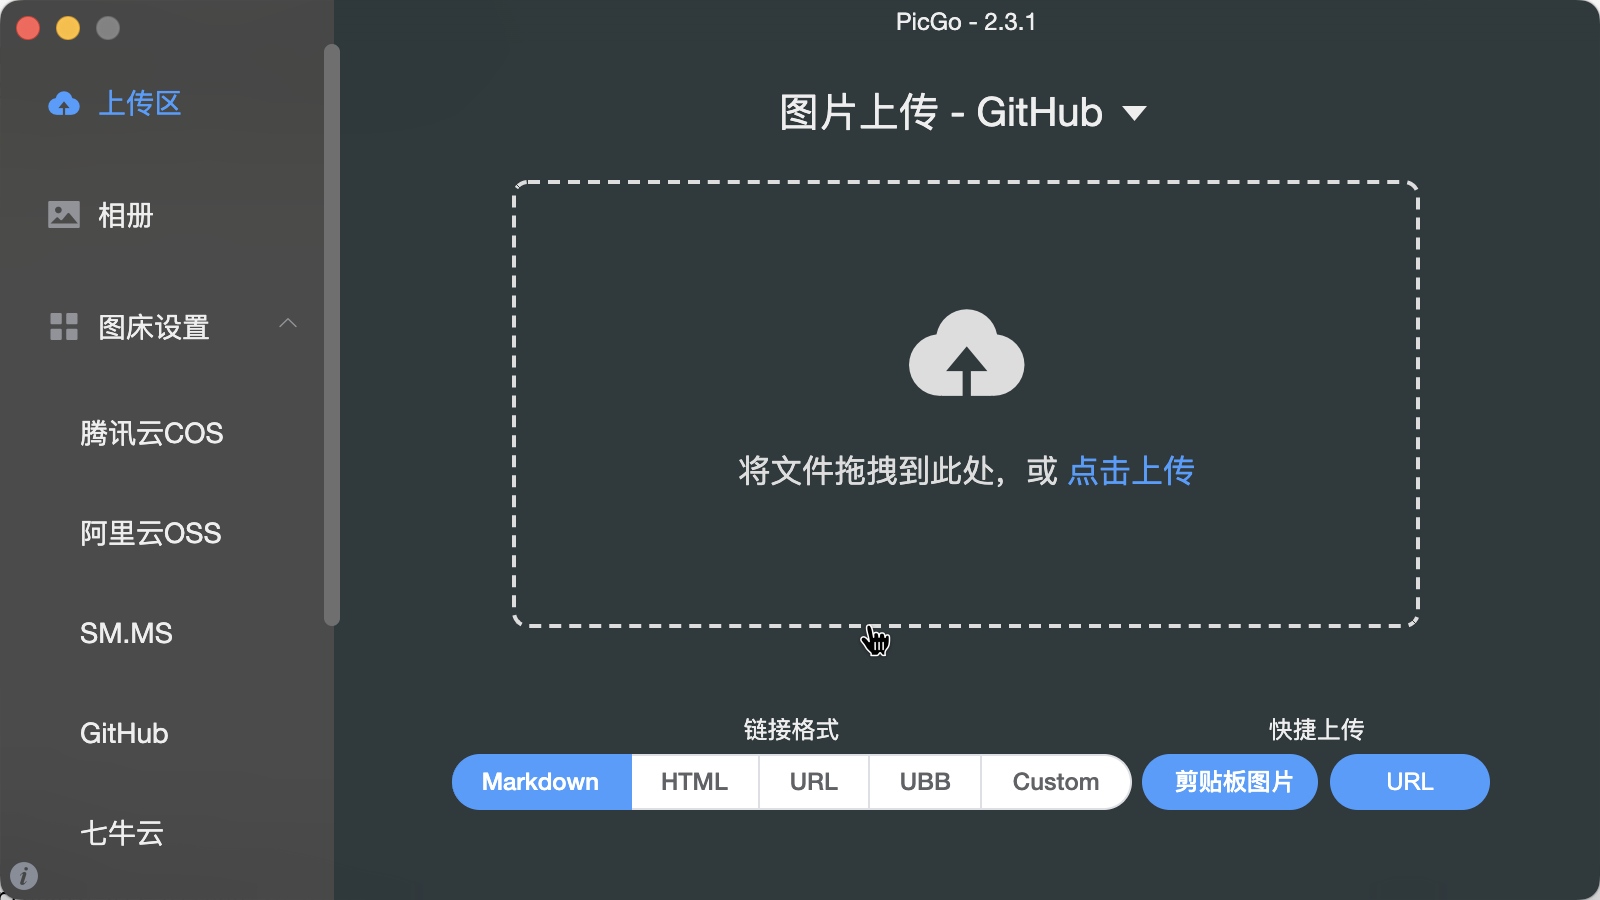 PicGo - 2.3.1
上传区
相册
图床设置
腾讯云COS
阿里云OSS
SM.MS
GitHub
七牛云
图片上传 - GitHub
将文件拖拽到此处，或 点击上传
链接格式
Markdown HTML URL UBB Custom
快捷上传
剪贴板图片 URL